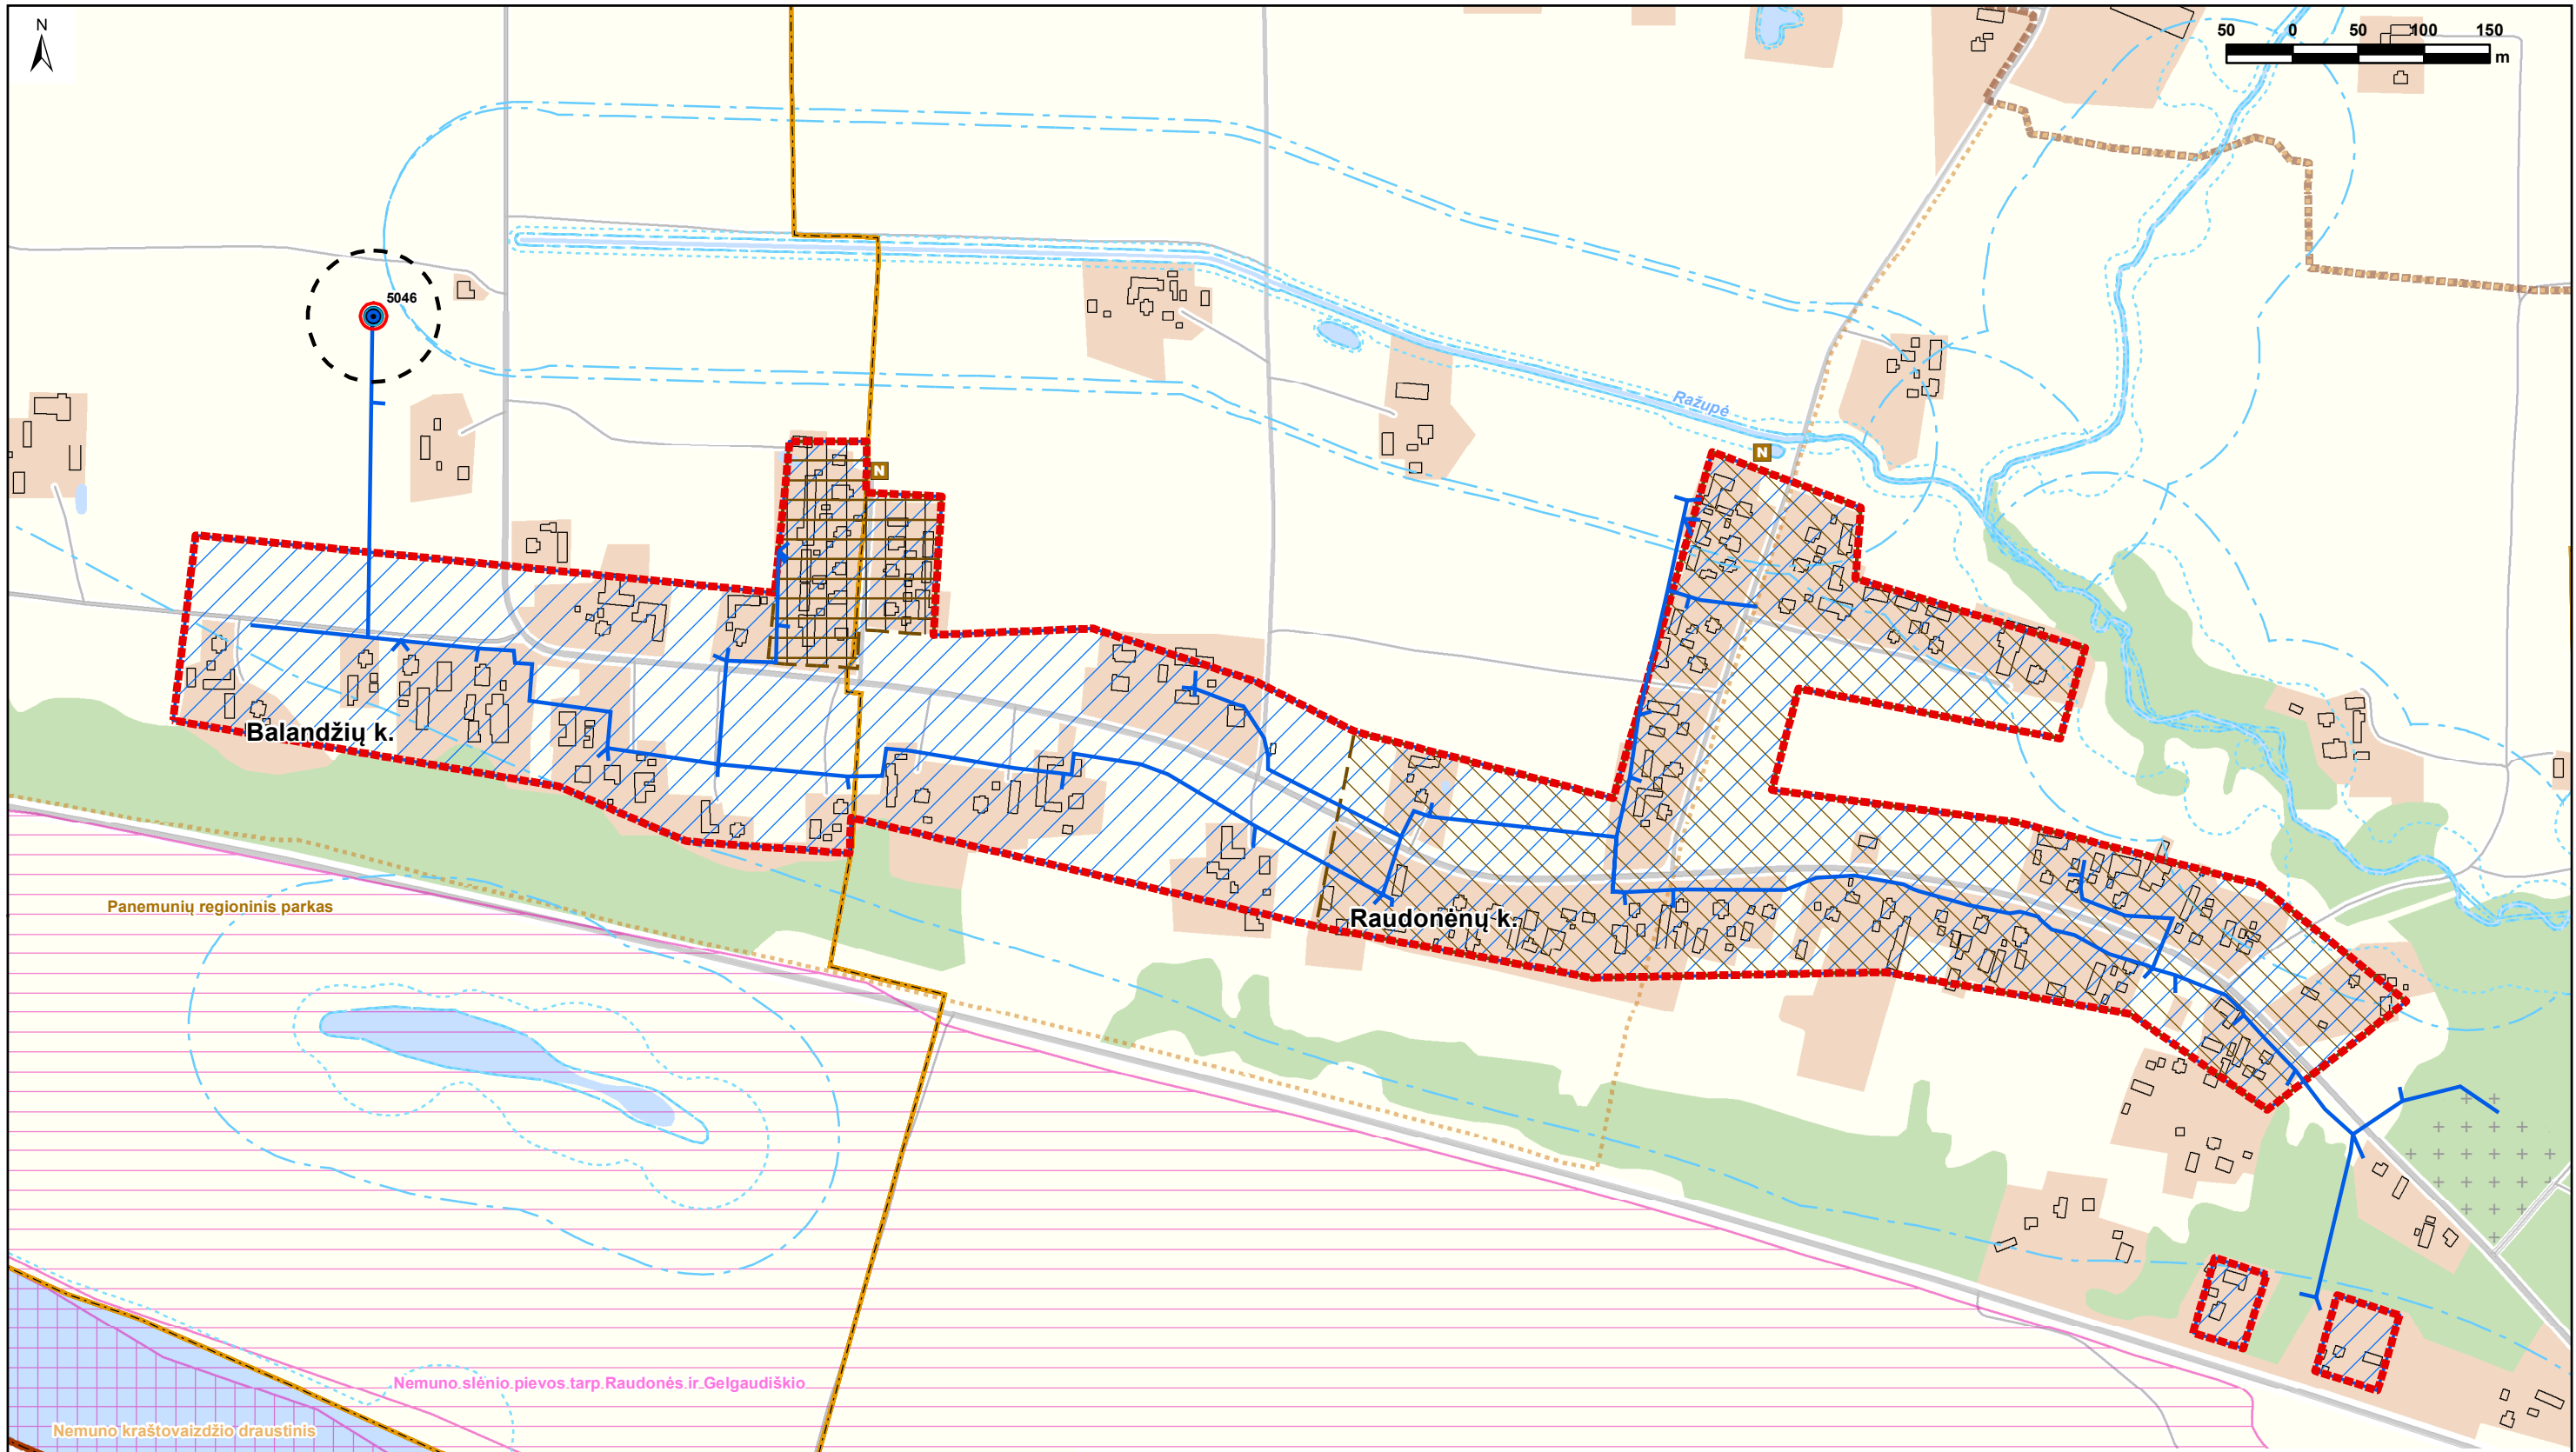 N
50 0 50 100 150
m
5046
Ražupė
N
N
Balandžių k.
Panemunių regioninis parkas
Raudonėnų k.
Nemuno slėnio pievos tarp Raudonės ir Gelgaudiškio
Nemuno kraštovaizdžio draustinis